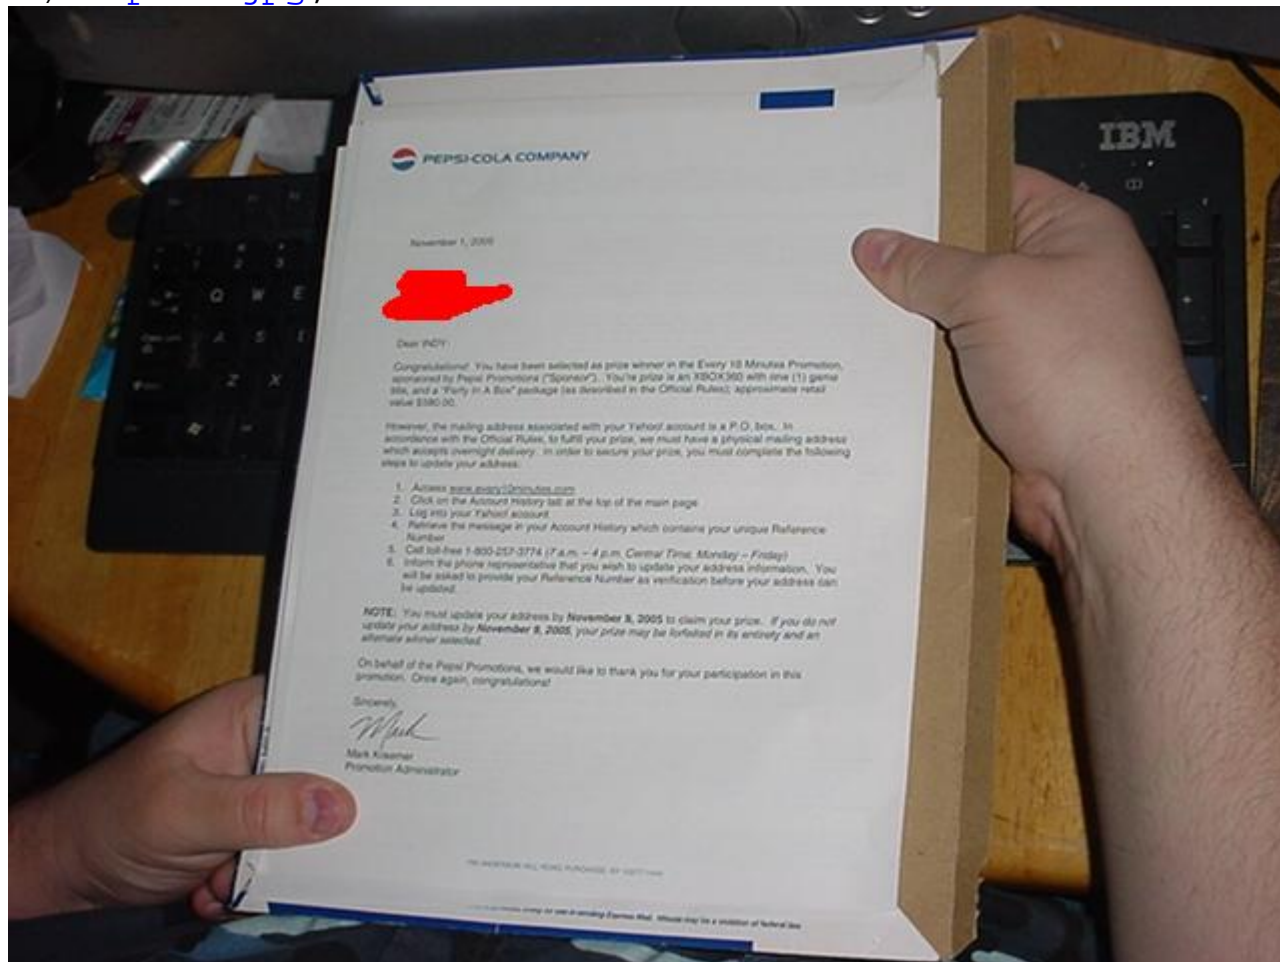 PEPSI-COLA COMPANY
IBM
November 1, 2005
Dear INDY:
Congratulations! You have been selected as prize winner in the Every 10 Minutes Promotion,
sponsored by Pepsi Promotions ("Sponsor"). You're prize is an XBOX360 with one (1) game
title, and a "Party In A Box" package (as described in the Official Rules); approximate retail
value $580.00.
However, the mailing address associated with your Yahoo! account is a P.O. box. In
accordance with the Official Rules, to fulfill your prize, we must have a physical mailing address
which accepts overnight delivery. In order to secure your prize, you must complete the following
steps to update your address:
1. Access www.every10minutes.com
2. Click on the Account History tab at the top of the main page
3. Log into your Yahoo! account
4. Retrieve the message in your Account History which contains your unique Reference
Number
5. Call toll-free 1-800-257-3774 (7 a.m. – 4 p.m. Central Time, Monday – Friday)
6. Inform the phone representative that you wish to update your address information. You
will be asked to provide your Reference Number as verification before your address can
be updated.
NOTE: You must update your address by November 9, 2005 to claim your prize. If you do not
update your address by November 9, 2005, your prize may be forfeited in its entirety and an
alternate winner selected.
On behalf of the Pepsi Promotions, we would like to thank you for your participation in this
promotion. Once again, congratulations!
Sincerely,
Mark
Mark
Promotion Administrator
use in sending Express Mail. Misuse may be a violation of federal law.
Q W E
A S
Z X